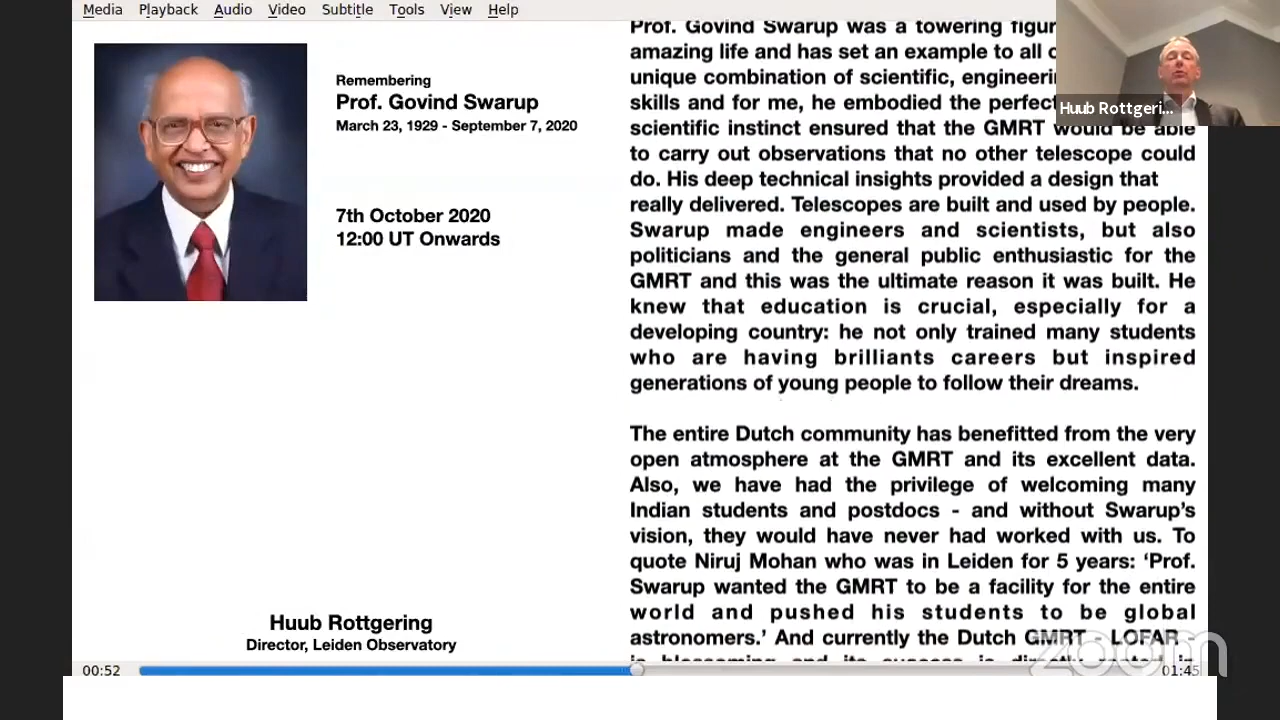 Media Playback Audio Video Subtitle Tools View Help
Remembering
Prof. Govind Swarup
March 23, 1929 - September 7, 2020
7th October 2020
12:00 UT Onwards
Huub Rottgering
Director, Leiden Observatory
Prof. Govind Swarup was a towering
amazing life and has set an example to all
unique combination of scientific,
skills and for me, he embodied the
scientific instinct ensured that the GMRT would be able
to carry out observations that no other telescope could
do. His deep technical insights provided a design that
really delivered. Telescopes are built and used by people.
Swarup made engineers and scientists, but also
politicians and the general public enthusiastic for the
GMRT and this was the ultimate reason it was built. He
knew that education is crucial, especially for a
developing country: he not only trained many students
who are having brilliants careers but inspired
generations of young people to follow their dreams.
The entire Dutch community has benefitted from the very
open atmosphere at the GMRT and its excellent data.
Also, we have had the privilege of welcoming many
Indian students and postdocs - and without Swarup's
vision, they would have never had worked with us. To
quote Niruj Mohan who was in Leiden for 5 years: ‘Prof.
Swarup wanted the GMRT to be a facility for the entire
world and pushed his students to be global
astronomers.’ And currently the Dutch GMRT - LOFAR -
Huub Rottgeri...
00:52
01:45
zoom